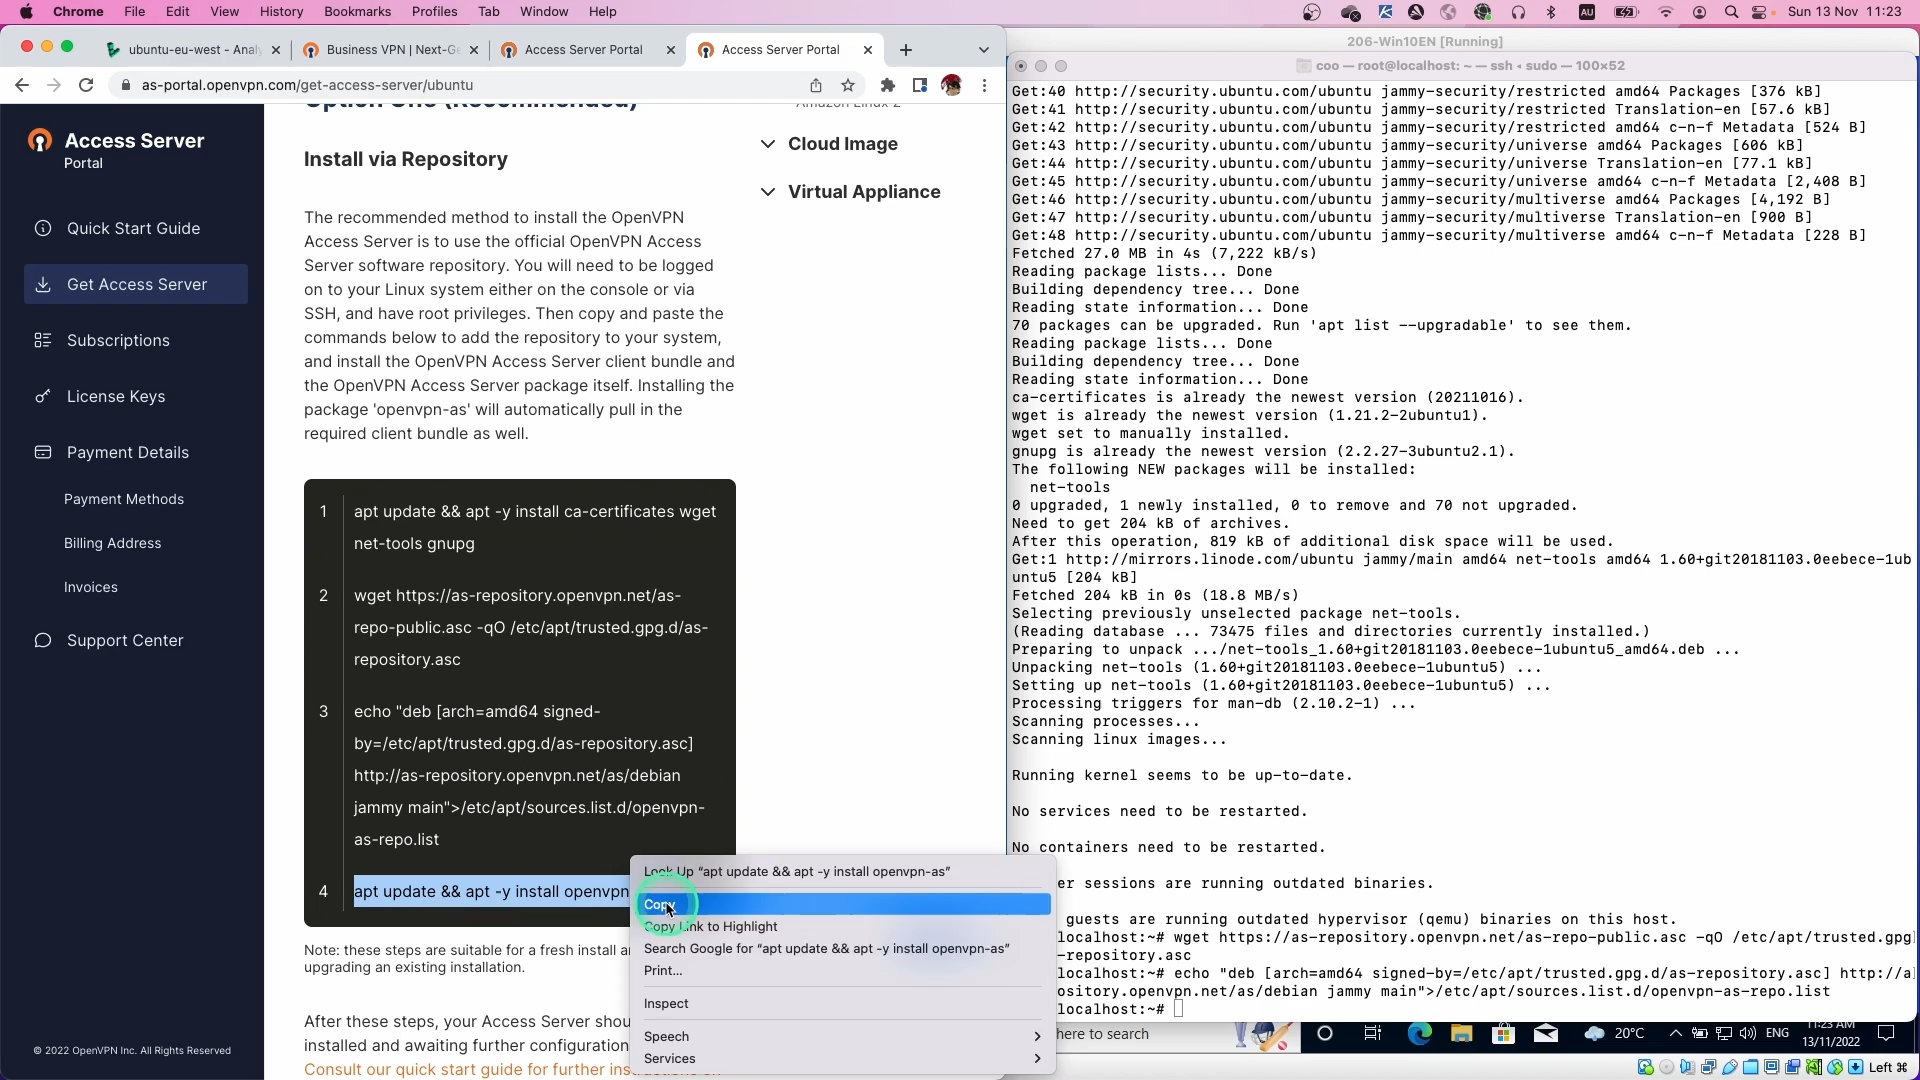 Chrome File Edit View History Bookmarks Profiles Tab Window Help
AU Sun 13 Nov 11:23
ubuntu-eu-west - Analy
Business VPN | Next-Ge
Access Server Portal
Access Server Portal
as-portal.openvpn.com/get-access-server/ubuntu
Access Server
Portal
Quick Start Guide
Get Access Server
Subscriptions
License Keys
Payment Details
Payment Methods
Billing Address
Invoices
Support Center
© 2022 OpenVPN Inc. All Rights Reserved
Option One (Recommended)
Install via Repository
The recommended method to install the OpenVPN
Access Server is to use the official OpenVPN Access
Server software repository. You will need to be logged
on to your Linux system either on the console or via
SSH, and have root privileges. Then copy and paste the
commands below to add the repository to your system,
and install the OpenVPN Access Server client bundle and
the OpenVPN Access Server package itself. Installing the
package 'openvpn-as' will automatically pull in the
required client bundle as well.
1 apt update && apt -y install ca-certificates wget
net-tools gnupg
2 wget https://as-repository.openvpn.net/as-
repo-public.asc -qO /etc/apt/trusted.gpg.d/as-
repository.asc
3 echo "deb [arch=amd64 signed-
by=/etc/apt/trusted.gpg.d/as-repository.asc]
http://as-repository.openvpn.net/as/debian
jammy main">/etc/apt/sources.list.d/openvpn-
as-repo.list
4 apt update && apt -y install openvpn
Note: these steps are suitable for a fresh install a
upgrading an existing installation.
After these steps, your Access Server shou
installed and awaiting further configuration
Consult our quick start guide for further instructions on
Amazon Linux 2
Cloud Image
Virtual Appliance
Look Up “apt update && apt -y install openvpn-as”
Copy
Copy Link to Highlight
Search Google for “apt update && apt -y install openvpn-as”
Print...
Inspect
Speech
Services
206-Win10EN [Running]
coo — root@localhost: ~ — ssh ◂ sudo — 100×52
Get:40 http://security.ubuntu.com/ubuntu jammy-security/restricted amd64 Packages [376 kB]
Get:41 http://security.ubuntu.com/ubuntu jammy-security/restricted Translation-en [57.6 kB]
Get:42 http://security.ubuntu.com/ubuntu jammy-security/restricted amd64 c-n-f Metadata [524 B]
Get:43 http://security.ubuntu.com/ubuntu jammy-security/universe amd64 Packages [606 kB]
Get:44 http://security.ubuntu.com/ubuntu jammy-security/universe Translation-en [77.1 kB]
Get:45 http://security.ubuntu.com/ubuntu jammy-security/universe amd64 c-n-f Metadata [2,408 B]
Get:46 http://security.ubuntu.com/ubuntu jammy-security/multiverse amd64 Packages [4,192 B]
Get:47 http://security.ubuntu.com/ubuntu jammy-security/multiverse Translation-en [900 B]
Get:48 http://security.ubuntu.com/ubuntu jammy-security/multiverse amd64 c-n-f Metadata [228 B]
Fetched 27.0 MB in 4s (7,222 kB/s)
Reading package lists... Done
Building dependency tree... Done
Reading state information... Done
70 packages can be upgraded. Run 'apt list --upgradable' to see them.
Reading package lists... Done
Building dependency tree... Done
Reading state information... Done
ca-certificates is already the newest version (20211016).
wget is already the newest version (1.21.2-2ubuntu1).
wget set to manually installed.
gnupg is already the newest version (2.2.27-3ubuntu2.1).
The following NEW packages will be installed:
net-tools
0 upgraded, 1 newly installed, 0 to remove and 70 not upgraded.
Need to get 204 kB of archives.
After this operation, 819 kB of additional disk space will be used.
Get:1 http://mirrors.linode.com/ubuntu jammy/main amd64 net-tools amd64 1.60+git20181103.0eebece-1ub
untu5 [204 kB]
Fetched 204 kB in 0s (18.8 MB/s)
Selecting previously unselected package net-tools.
(Reading database ... 73475 files and directories currently installed.)
Preparing to unpack .../net-tools_1.60+git20181103.0eebece-1ubuntu5_amd64.deb ...
Unpacking net-tools (1.60+git20181103.0eebece-1ubuntu5) ...
Setting up net-tools (1.60+git20181103.0eebece-1ubuntu5) ...
Processing triggers for man-db (2.10.2-1) ...
Scanning processes...
Scanning linux images...
Running kernel seems to be up-to-date.
No services need to be restarted.
No containers need to be restarted.
er sessions are running outdated binaries.
guests are running outdated hypervisor (qemu) binaries on this host.
localhost:~# wget https://as-repository.openvpn.net/as-repo-public.asc -qO /etc/apt/trusted.gpg
-repository.asc
localhost:~# echo "deb [arch=amd64 signed-by=/etc/apt/trusted.gpg.d/as-repository.asc] http://a
ository.openvpn.net/as/debian jammy main">/etc/apt/sources.list.d/openvpn-as-repo.list
localhost:~#
here to search
20°C ENG
11:23 AM
13/11/2022
Left ⌘